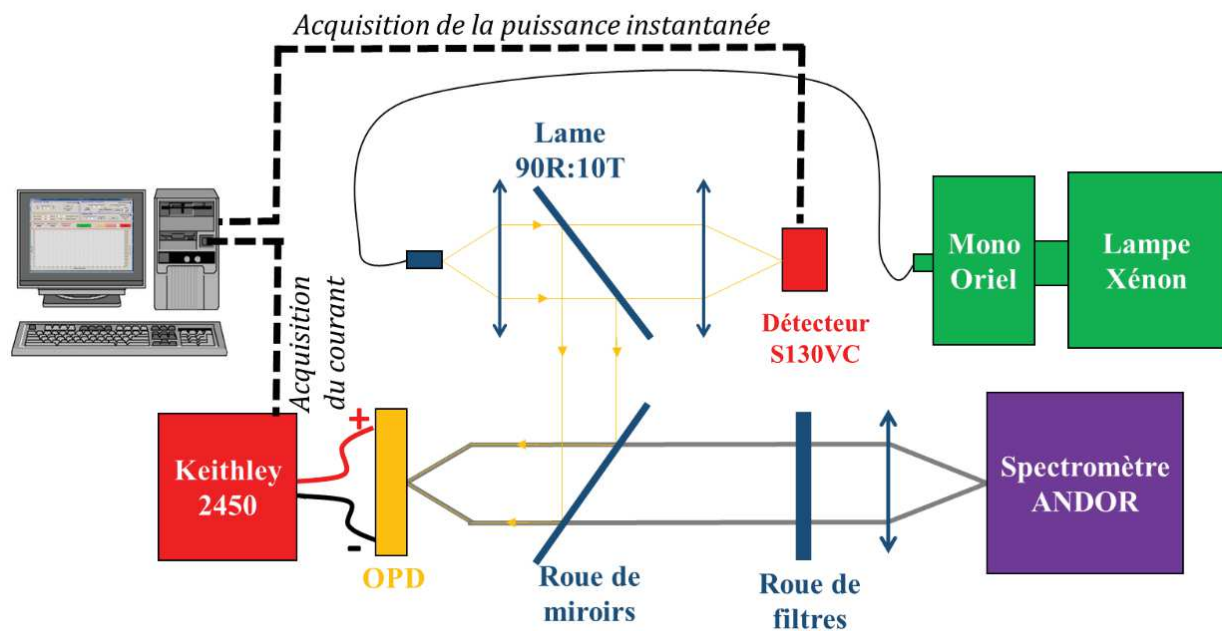 Acquisition de la puissance instantanée
Lame
90R:10T
Mono
Oriel
Lampe
Xénon
Détecteur
S130VC
Acquisition
du courant
+
Keithley
2450
-
OPD
Roue de
miroirs
Roue de
filtres
Spectromètre
ANDOR